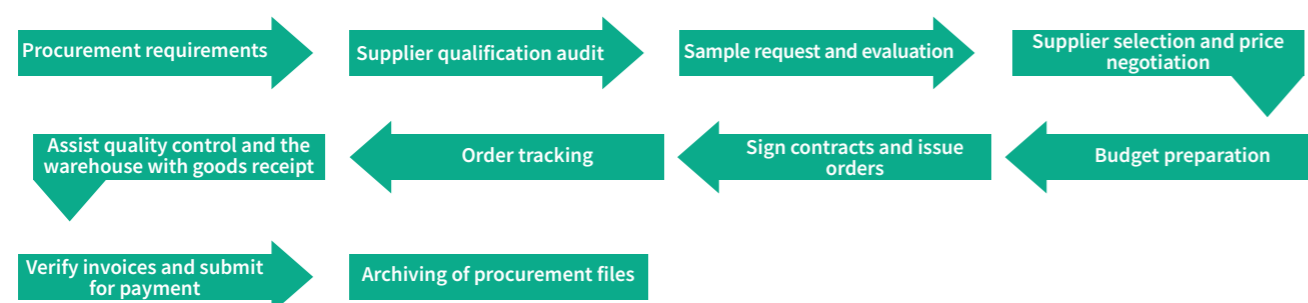 Procurement requirements
Supplier qualification audit
Sample request and evaluation
Supplier selection and price
negotiation
Budget preparation
Sign contracts and issue
orders
Order tracking
Assist quality control and the
warehouse with goods receipt
Verify invoices and submit
for payment
Archiving of procurement files